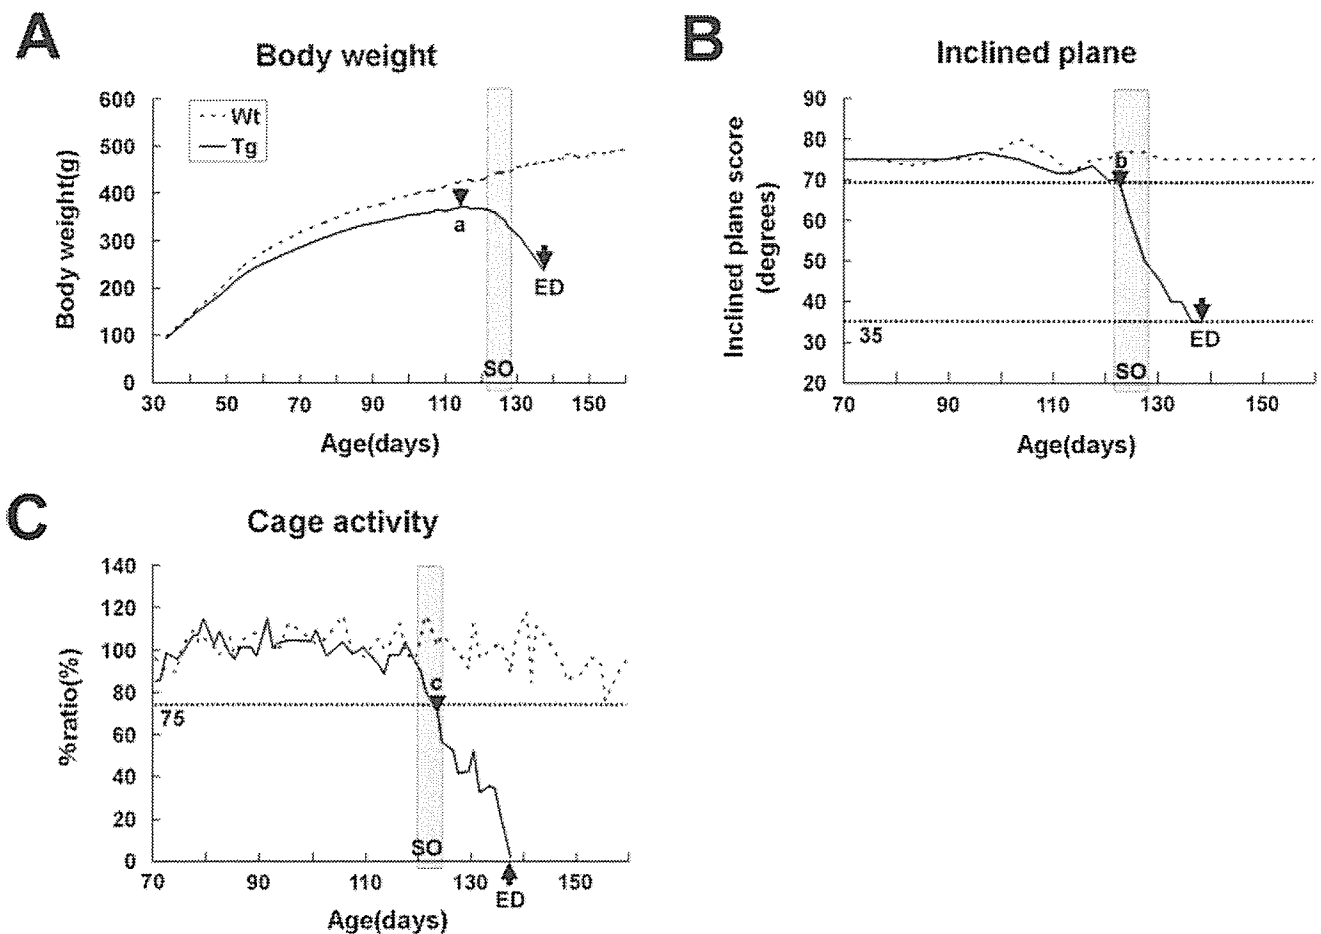 A
Body weight
600
500
400
300
200
100
0
Body weight(g)
Wt
Tg
a
ED
SO
30 50 70 90 110 130 150
Age(days)
B
Inclined plane
90
80
70
60
50
40
30
20
Inclined plane score
(degrees)
b
35
ED
SO
70 90 110 130 150
Age(days)
C
Cage activity
140
120
100
80
60
40
20
0
%ratio(%)
c
75
SO
70 90 110 130 150
ED
Age(days)